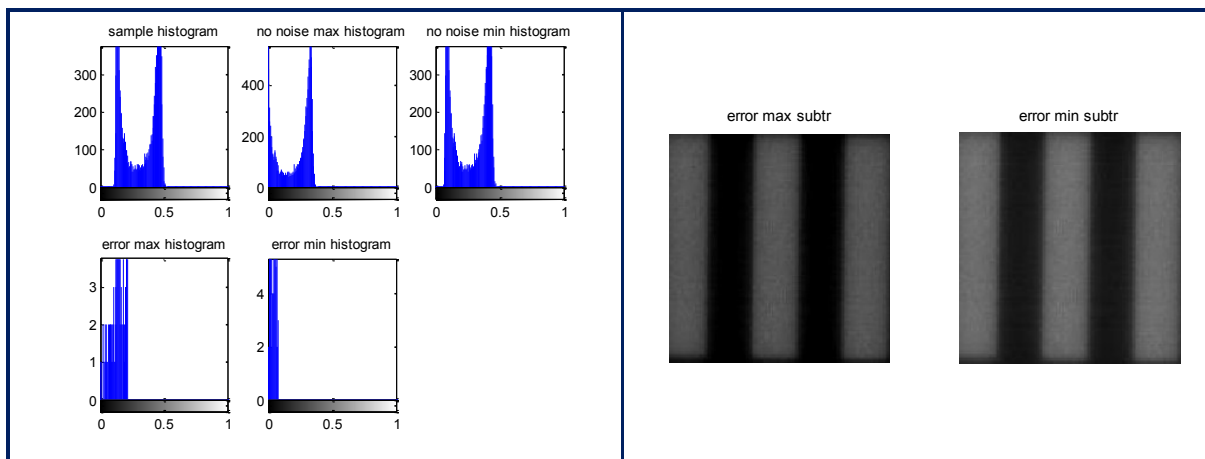 sample histogram
no noise max histogram
no noise min histogram
300
200
100
0
0 0.5 1
400
200
0
0 0.5 1
300
200
100
0
0 0.5 1
error max histogram
error min histogram
3
2
1
0
0 0.5 1
4
2
0
0 0.5 1
error max subtr
error min subtr